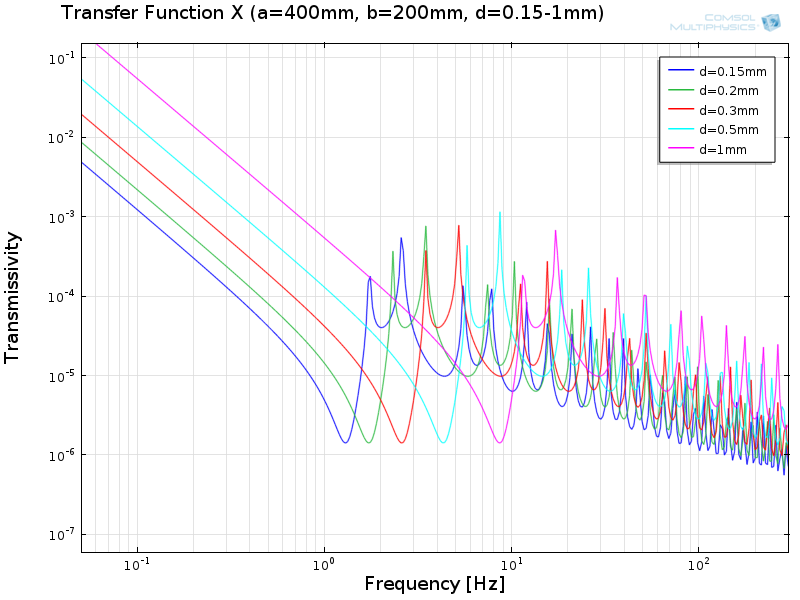 Transfer Function X (a=400mm, b=200mm, d=0.15-1mm)
COMSOL
MULTIPHYSICS
d=0.15mm
d=0.2mm
d=0.3mm
d=0.5mm
d=1mm
Transmissivity
10⁻¹
10⁻²
10⁻³
10⁻⁴
10⁻⁵
10⁻⁶
10⁻⁷
10⁻¹ 10⁰ 10¹ 10²
Frequency [Hz]